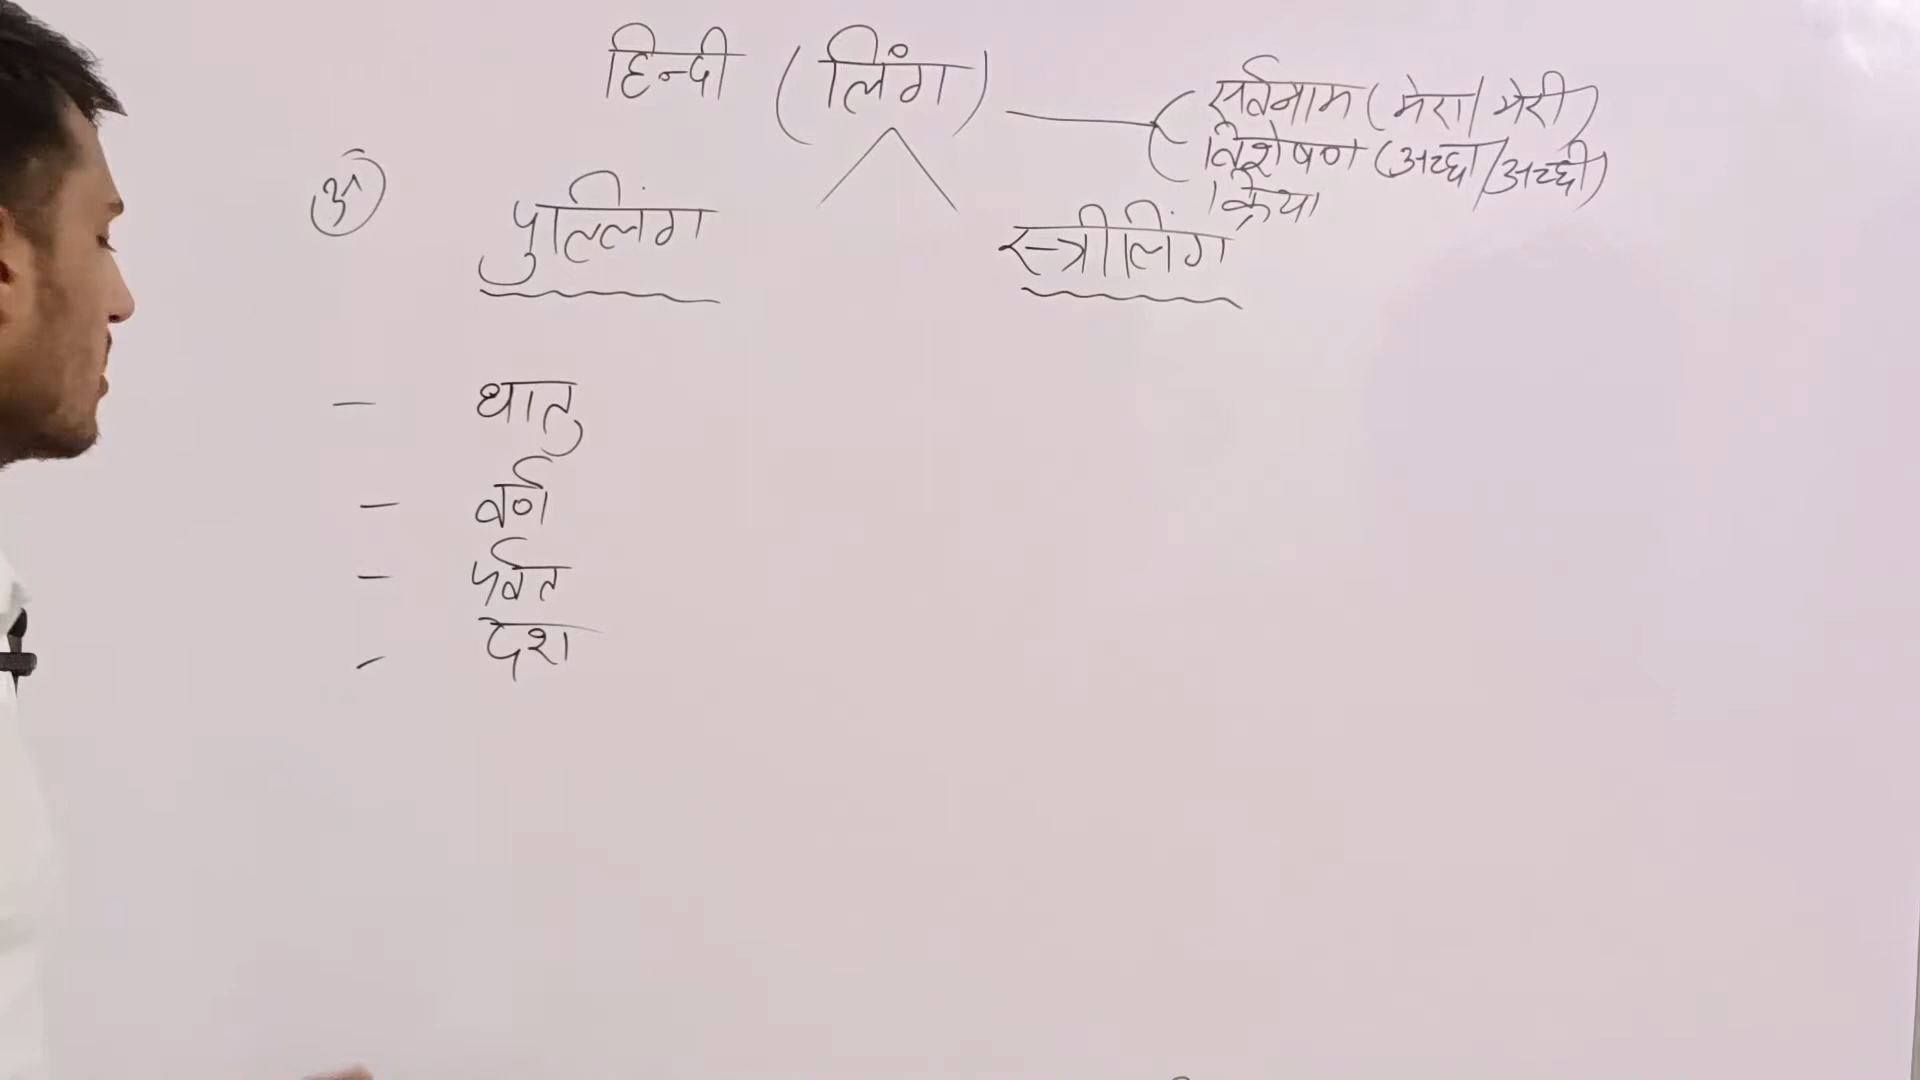 हिन्दी (लिंग)
सर्वनाम (मेरा/मेरी)
विशेषण (अच्छा/अच्छी)
क्रिया
पुल्लिंग
स्त्रीलिंग
- धातु
- वर्ण
- पर्वत
- देश